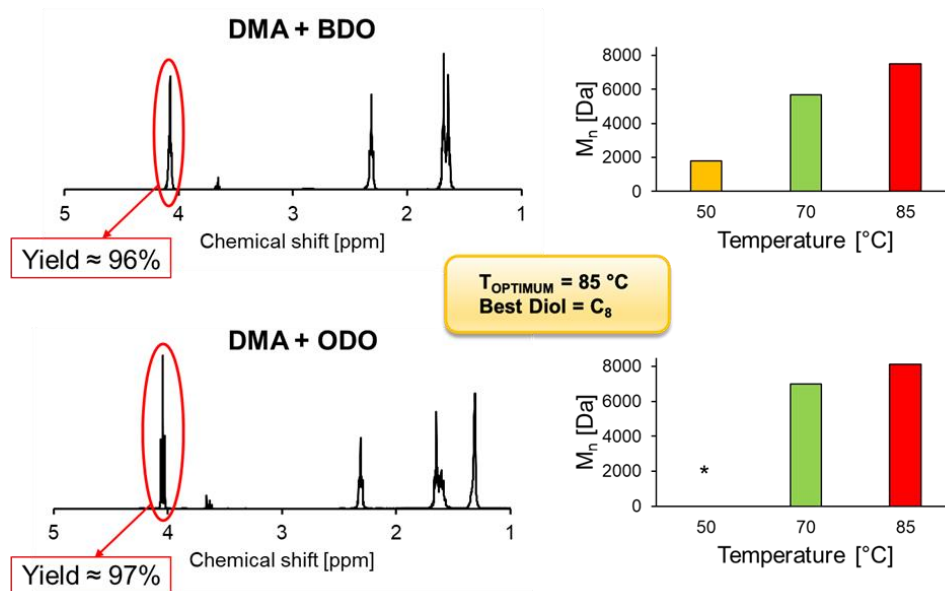 DMA + BDO
5 4 3 2 1
Chemical shift [ppm]
Yield ≈ 96%
Mn [Da]
8000
6000
4000
2000
0
50 70 85
Temperature [°C]
TOPTIMUM = 85 °C
Best Diol = C8
DMA + ODO
5 4 3 2 1
Chemical shift [ppm]
Yield ≈ 97%
Mn [Da]
8000
6000
4000
2000
0
*
50 70 85
Temperature [°C]